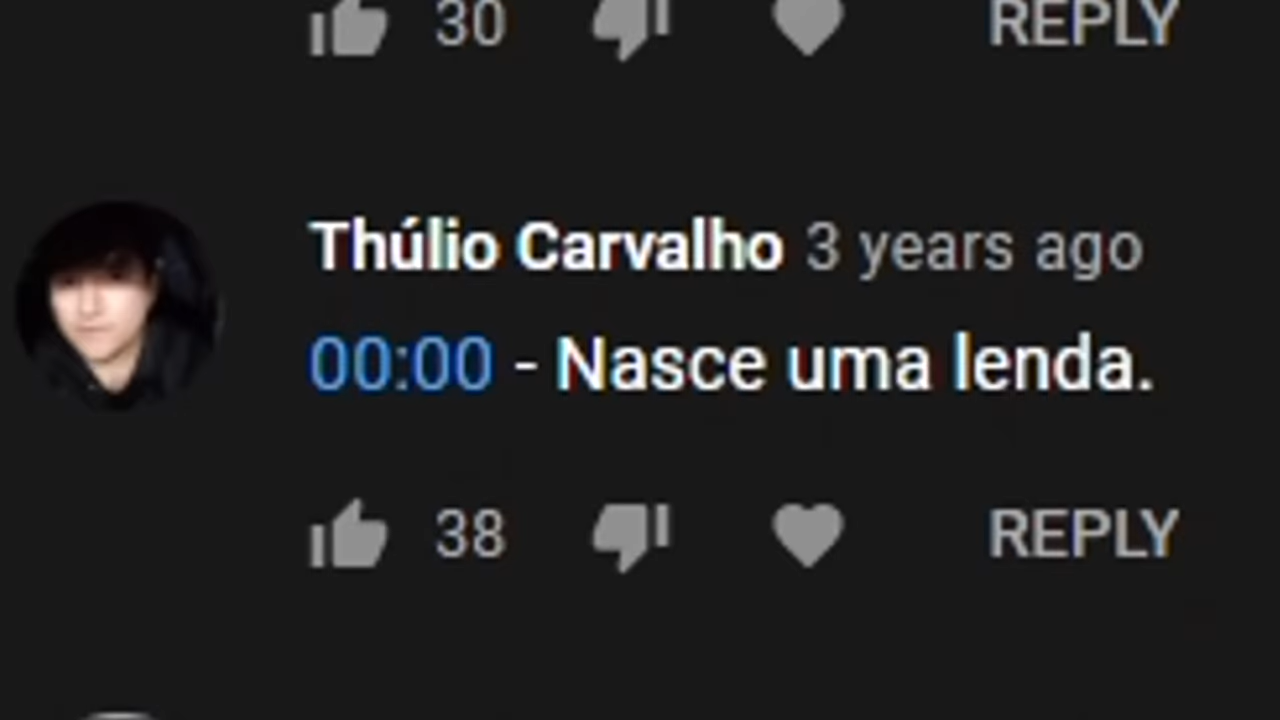 30 REPLY
Thúlio Carvalho 3 years ago
00:00 - Nasce uma lenda.
38 REPLY